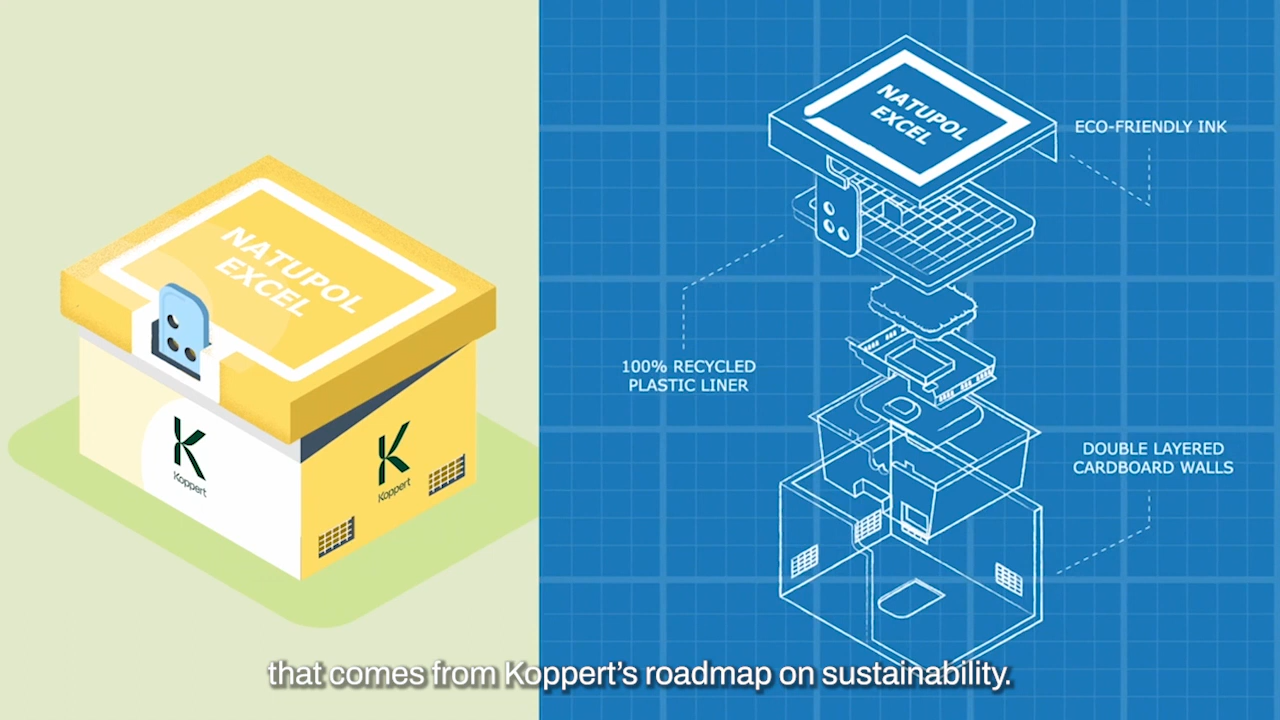 NATUPOL
EXCEL
Koppert
Koppert
NATUPOL
EXCEL
ECO-FRIENDLY INK
100% RECYCLED
PLASTIC LINER
DOUBLE LAYERED
CARDBOARD WALLS
that comes from Koppert's roadmap on sustainability.